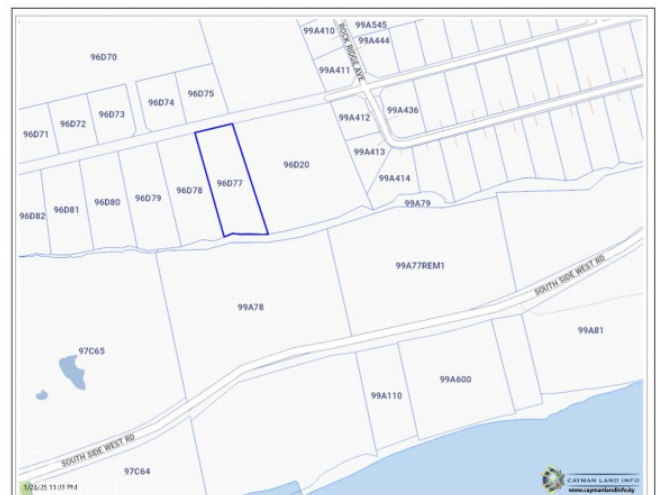 99A410
99A545
99A444
96D70
ROCK RIDGE AVE
99A411
96D75
96D74
96D73
96D72
96D71
99A436
99A412
99A413
96D20
96D77
96D78
96D79
96D80
96D81
96D82
99A414
99A79
99A77REM1
SOUTH SIDE WEST RD
99A78
99A81
97C65
99A600
99A110
SOUTH SIDE WEST RD
97C64
1/23/25 11:03 PM
CAYMAN LAND INFO
www.caymanlandinfo.ky